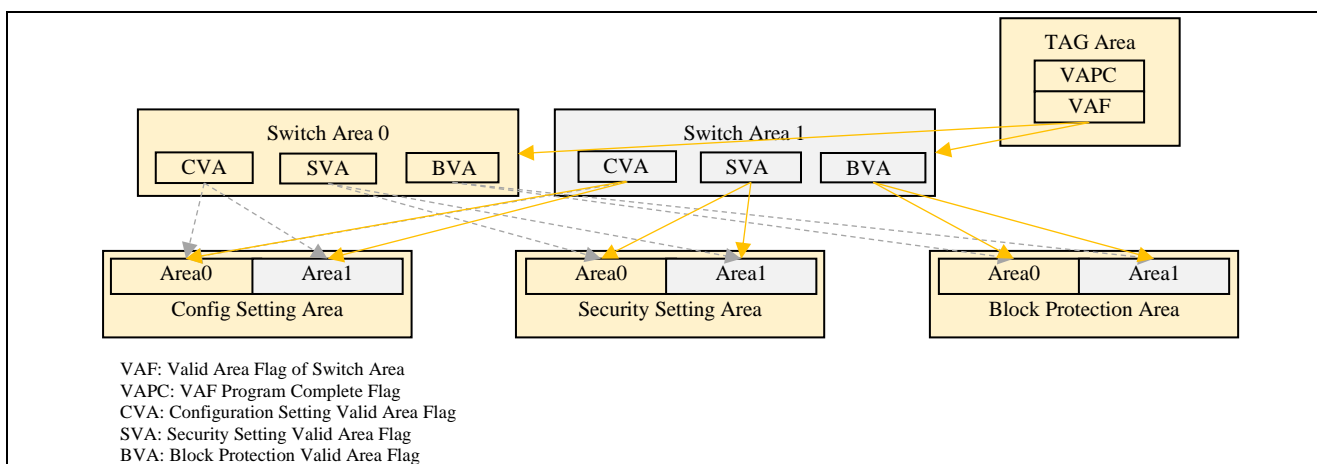 TAG Area
VAPC
VAF
Switch Area 0
CVA
SVA
BVA
Switch Area 1
CVA
SVA
BVA
Area0
Area1
Config Setting Area
Area0
Area1
Security Setting Area
Area0
Area1
Block Protection Area
VAF: Valid Area Flag of Switch Area
VAPC: VAF Program Complete Flag
CVA: Configuration Setting Valid Area Flag
SVA: Security Setting Valid Area Flag
BVA: Block Protection Valid Area Flag